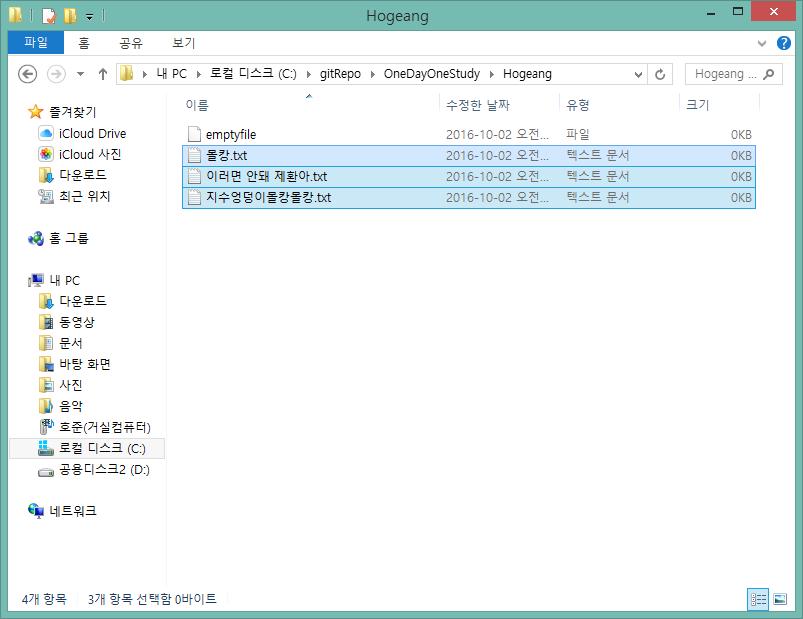 Hogeang
파일 홈 공유 보기
내 PC 로컬 디스크 (C:) gitRepo OneDayOneStudy Hogeang
Hogeang ...
이름 수정한 날짜 유형 크기
emptyfile 2016-10-02 오전... 파일 0KB
몰캉.txt 2016-10-02 오전... 텍스트 문서 0KB
이러면 안돼 제환아.txt 2016-10-02 오전... 텍스트 문서 0KB
지수엉덩이몰캉몰캉.txt 2016-10-02 오전... 텍스트 문서 0KB
즐겨찾기
iCloud Drive
iCloud 사진
다운로드
최근 위치
홈 그룹
내 PC
다운로드
동영상
문서
바탕 화면
사진
음악
호준(거실컴퓨터)
로컬 디스크 (C:)
공용디스크2 (D:)
네트워크
4개 항목 3개 항목 선택함 0바이트